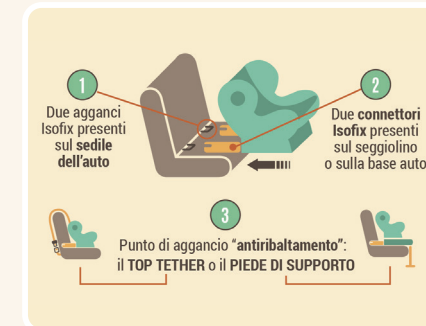 1
Due agganci
Isofix presenti
sul sedile
dell'auto
2
Due connettori
Isofix presenti
sul seggiolino
o sulla base auto
3
Punto di aggancio "antiribaltamento":
il TOP TETHER o il PIEDE DI SUPPORTO